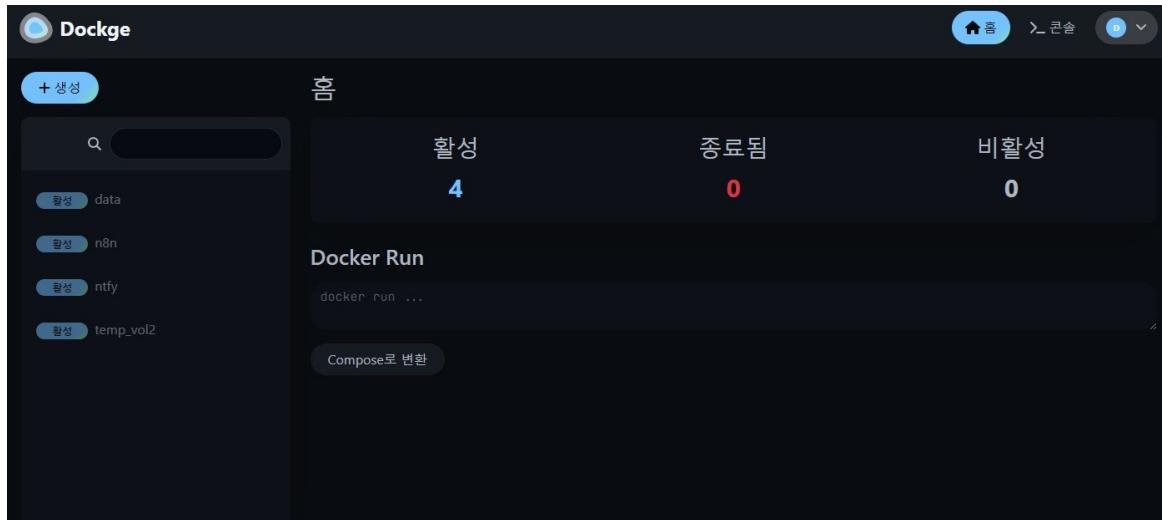 Dockge
홈
콘솔
D
+ 생성
홈
활성 종료됨 비활성
4 0 0
활성 data
활성 n8n
활성 ntfy
활성 temp_vol2
Docker Run
docker run ...
Compose로 변환